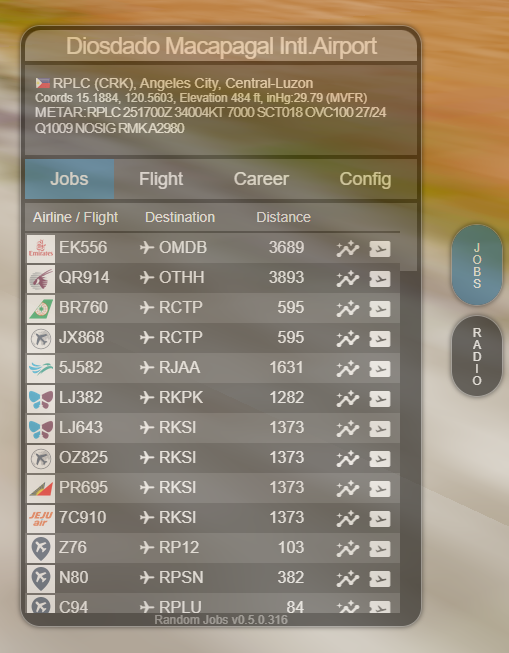 Diosdado Macapagal Intl.Airport
RPLC (CRK), Angeles City, Central-Luzon
Coords 15.1884, 120.5603, Elevation 484 ft, inHg:29.79 (MVFR)
METAR:RPLC 251700Z 34004KT 7000 SCT018 OVC100 27/24
Q1009 NOSIG RMK A2980
Jobs Flight Career Config
Airline / Flight Destination Distance
Emirates EK556 OMDB 3689
QR914 OTHH 3893
BR760 RCTP 595
JX868 RCTP 595
5J582 RJAA 1631
LJ382 RKPK 1282
LJ643 RKSI 1373
OZ825 RKSI 1373
PR695 RKSI 1373
JEJU air 7C910 RKSI 1373
Z76 RP12 103
N80 RPSN 382
C94 RPLU 84
Random Jobs v0.5.0.316
JOBS
RADIO